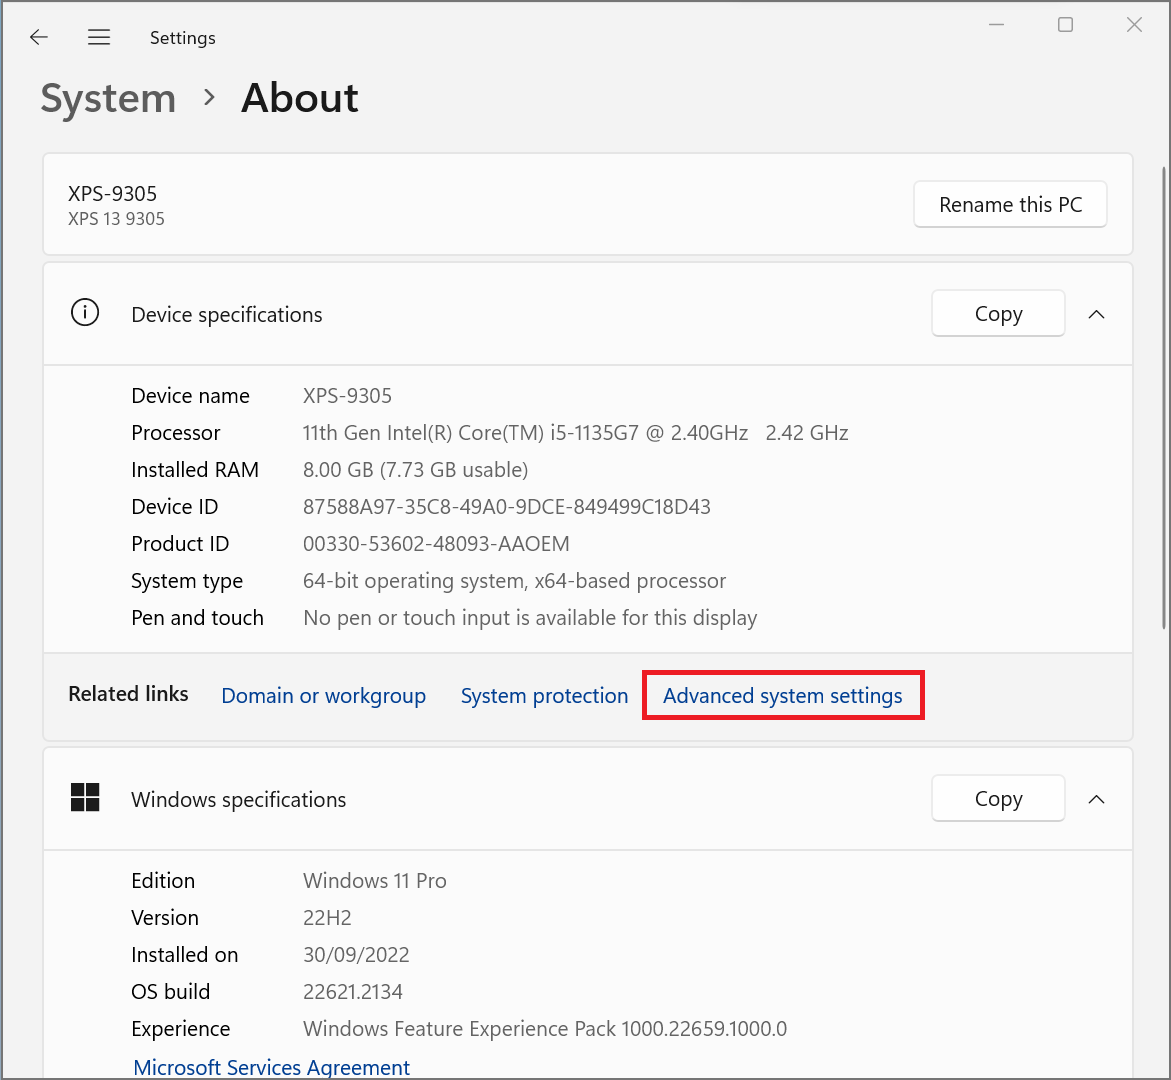 Settings
System > About
XPS-9305
XPS 13 9305
Rename this PC
Device specifications
Copy
Device name XPS-9305
Processor 11th Gen Intel(R) Core(TM) i5-1135G7 @ 2.40GHz 2.42 GHz
Installed RAM 8.00 GB (7.73 GB usable)
Device ID 87588A97-35C8-49A0-9DCE-849499C18D43
Product ID 00330-53602-48093-AAOEM
System type 64-bit operating system, x64-based processor
Pen and touch No pen or touch input is available for this display
Related links Domain or workgroup System protection Advanced system settings
Windows specifications
Copy
Edition Windows 11 Pro
Version 22H2
Installed on 30/09/2022
OS build 22621.2134
Experience Windows Feature Experience Pack 1000.22659.1000.0
Microsoft Services Agreement